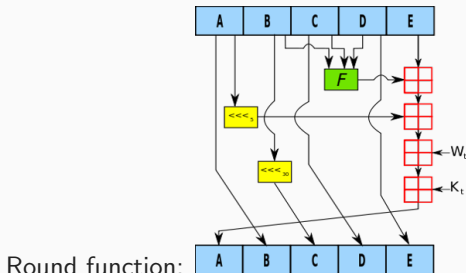 A B C D E
F
<<<5
Wt
<<<30
Kt
Round function: A B C D E